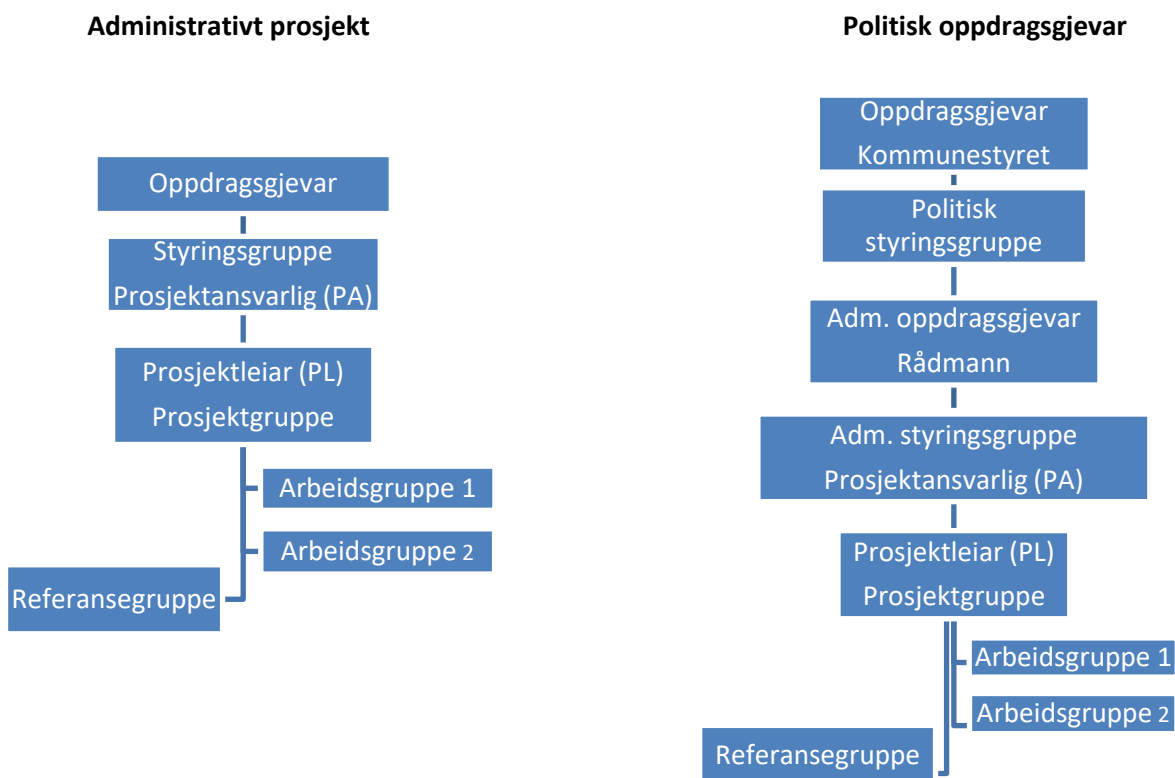 Administrativt prosjekt
Oppdragsgjevar
Styringsgruppe
Prosjektansvarlig (PA)
Prosjektleiar (PL)
Prosjektgruppe
Arbeidsgruppe 1
Arbeidsgruppe 2
Referansegruppe
Politisk oppdragsgjevar
Oppdragsgjevar
Kommunestyret
Politisk
styringsgruppe
Adm. oppdragsgjevar
Rådmann
Adm. styringsgruppe
Prosjektansvarlig (PA)
Prosjektleiar (PL)
Prosjektgruppe
Arbeidsgruppe 1
Arbeidsgruppe 2
Referansegruppe